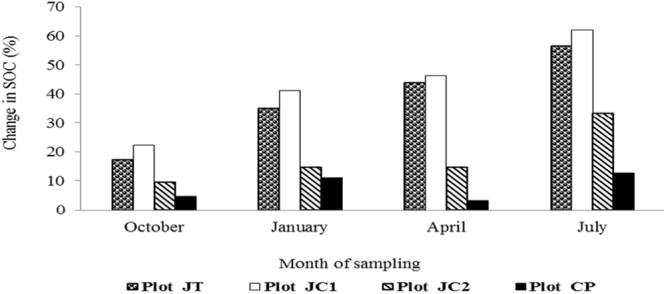 Change in SOC (%)
70
60
50
40
30
20
10
0
October January April July
Month of sampling
Plot JT Plot JC1 Plot JC2 Plot CP